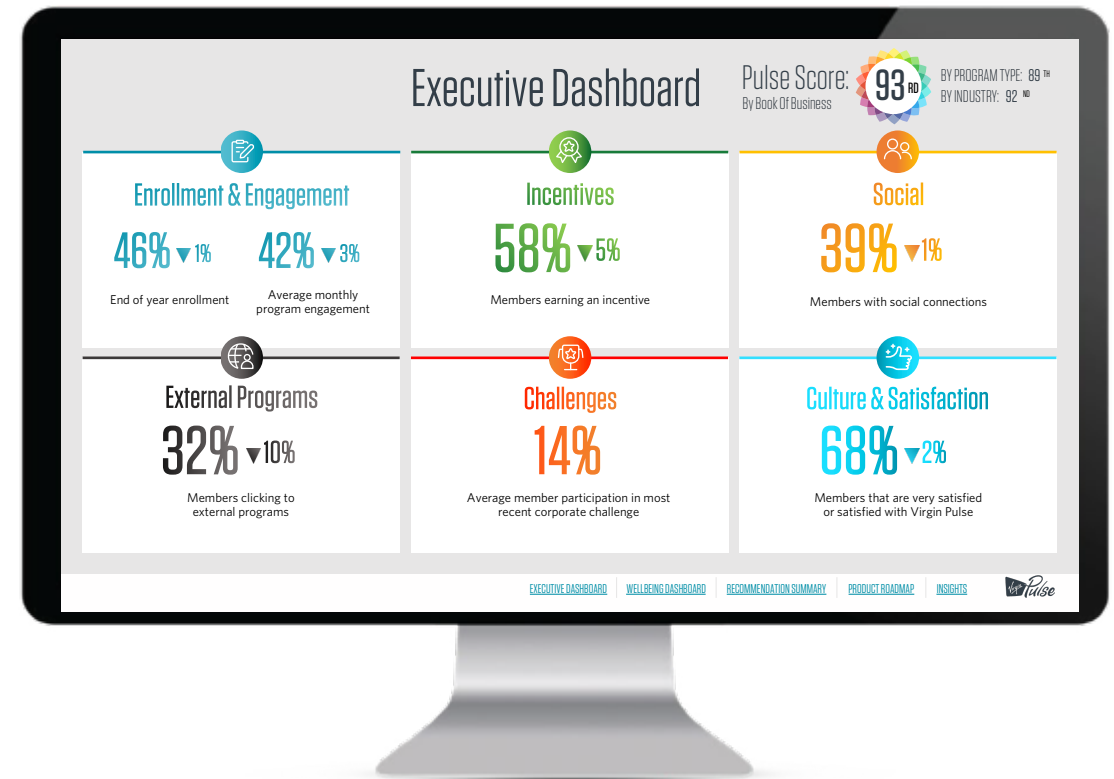 Executive Dashboard
Pulse Score:
By Book Of Business
93 RD
BY PROGRAM TYPE: 89 TH
BY INDUSTRY: 92 ND
Enrollment & Engagement
46% ▼ 1%
End of year enrollment
42% ▼ 3%
Average monthly
program engagement
Incentives
58% ▼ 5%
Members earning an incentive
Social
39% ▼ 1%
Members with social connections
External Programs
32% ▼ 10%
Members clicking to
external programs
Challenges
14%
Average member participation in most
recent corporate challenge
Culture & Satisfaction
68% ▼ 2%
Members that are very satisfied
or satisfied with Virgin Pulse
EXECUTIVE DASHBOARD
WELLBEING DASHBOARD
RECOMMENDATION SUMMARY
PRODUCT ROADMAP
INSIGHTS
Virgin Pulse